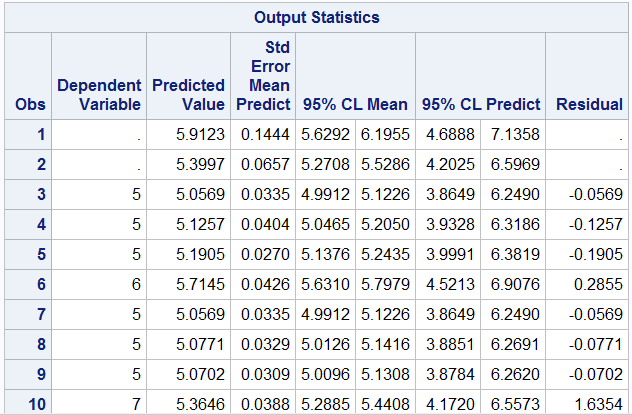 Output Statistics
Obs Dependent Variable Predicted Value Std Error Mean Predict 95% CL Mean 95% CL Predict Residual
1 . 5.9123 0.1444 5.6292 6.1955 4.6888 7.1358 .
2 . 5.3997 0.0657 5.2708 5.5286 4.2025 6.5969 .
3 5 5.0569 0.0335 4.9912 5.1226 3.8649 6.2490 -0.0569
4 5 5.1257 0.0404 5.0465 5.2050 3.9328 6.3186 -0.1257
5 5 5.1905 0.0270 5.1376 5.2435 3.9991 6.3819 -0.1905
6 6 5.7145 0.0426 5.6310 5.7979 4.5213 6.9076 0.2855
7 5 5.0569 0.0335 4.9912 5.1226 3.8649 6.2490 -0.0569
8 5 5.0771 0.0329 5.0126 5.1416 3.8851 6.2691 -0.0771
9 5 5.0702 0.0309 5.0096 5.1308 3.8784 6.2620 -0.0702
10 7 5.3646 0.0388 5.2885 5.4408 4.1720 6.5573 1.6354